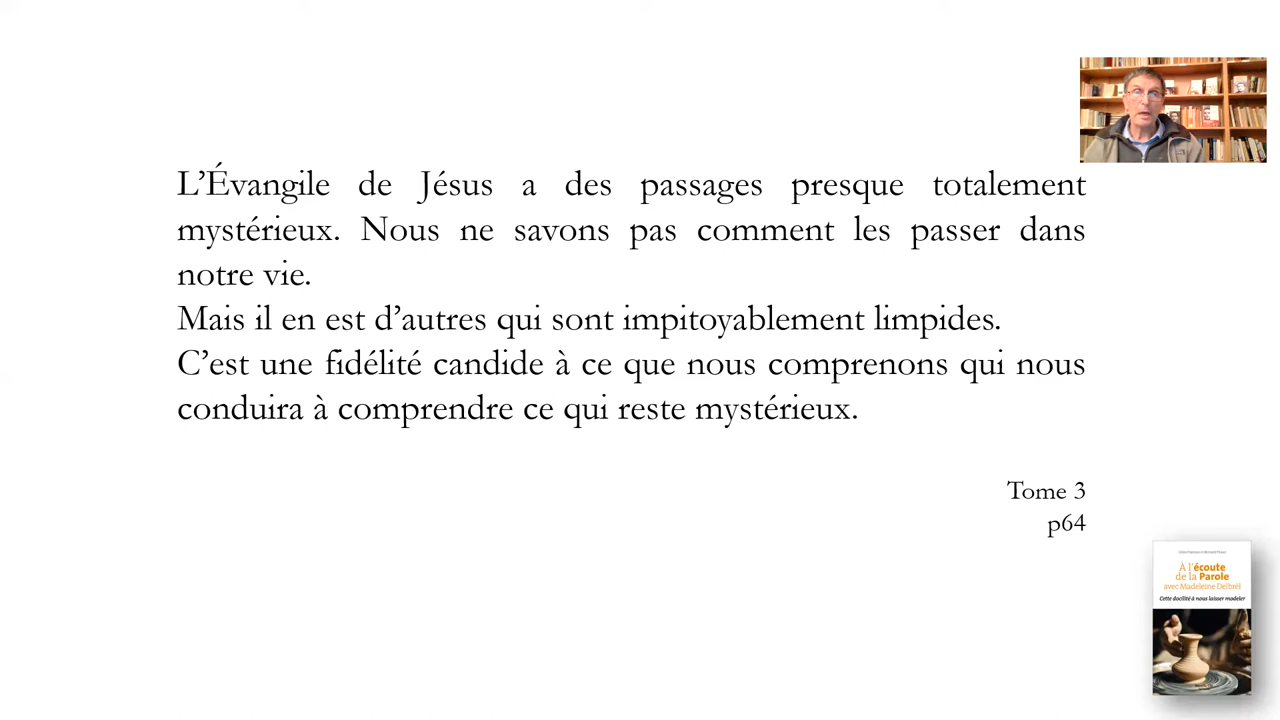 L’Évangile de Jésus a des passages presque totalement
mystérieux. Nous ne savons pas comment les passer dans
notre vie.
Mais il en est d’autres qui sont impitoyablement limpides.
C’est une fidélité candide à ce que nous comprenons qui nous
conduira à comprendre ce qui reste mystérieux.
Tome 3
p64
À l’écoute
de la Parole
avec Madeleine Delbrêl
Cette docilité à nous laisser modeler